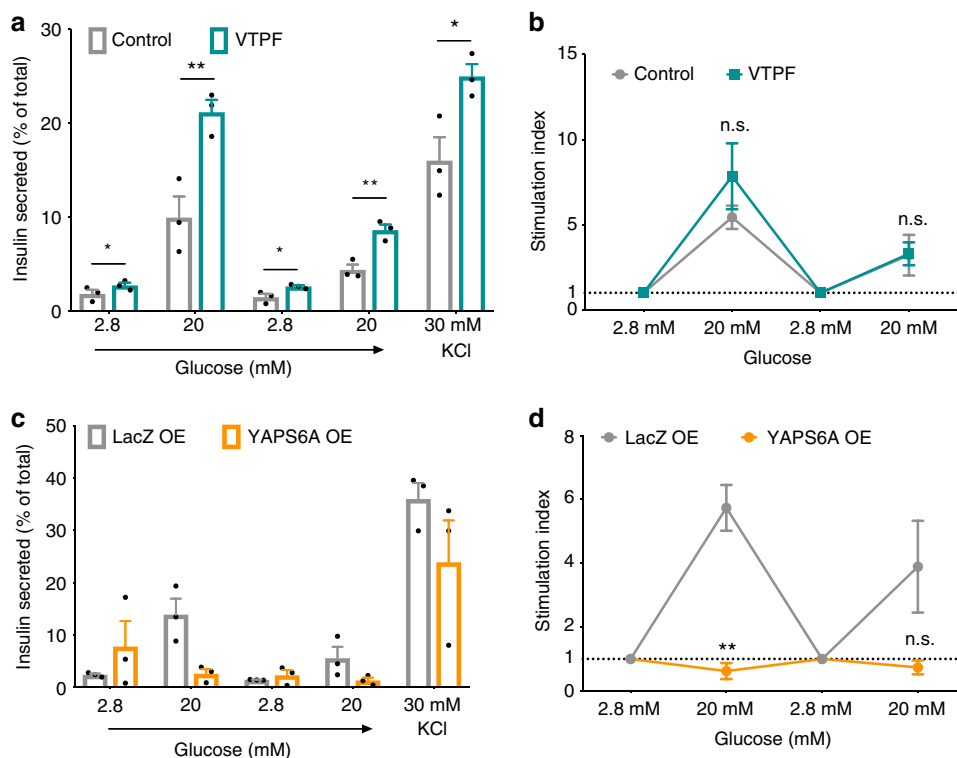 a
Control
VTPF
Insulin secreted (% of total)
30
20
10
0
*
**
*
**
*
2.8
20
2.8
20
30 mM
KCl
Glucose (mM)
b
Control
VTPF
Stimulation index
15
10
5
1
0
n.s.
n.s.
2.8 mM
20 mM
2.8 mM
20 mM
Glucose
c
LacZ OE
YAPS6A OE
Insulin secreted (% of total)
50
40
30
20
10
0
2.8
20
2.8
20
30 mM
KCl
Glucose (mM)
d
LacZ OE
YAPS6A OE
Stimulation index
8
6
4
2
1
0
**
n.s.
2.8 mM
20 mM
2.8 mM
20 mM
Glucose (mM)